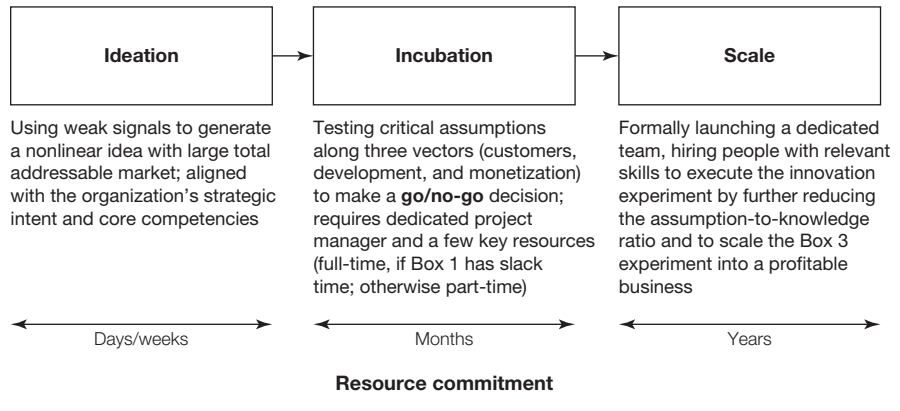 Ideation
Incubation
Scale
Using weak signals to generate
a nonlinear idea with large total
addressable market; aligned
with the organization's strategic
intent and core competencies
Testing critical assumptions
along three vectors (customers,
development, and monetization)
to make a go/no-go decision;
requires dedicated project
manager and a few key resources
(full-time, if Box 1 has slack
time; otherwise part-time)
Formally launching a dedicated
team, hiring people with relevant
skills to execute the innovation
experiment by further reducing
the assumption-to-knowledge
ratio and to scale the Box 3
experiment into a profitable
business
Days/weeks
Months
Years
Resource commitment